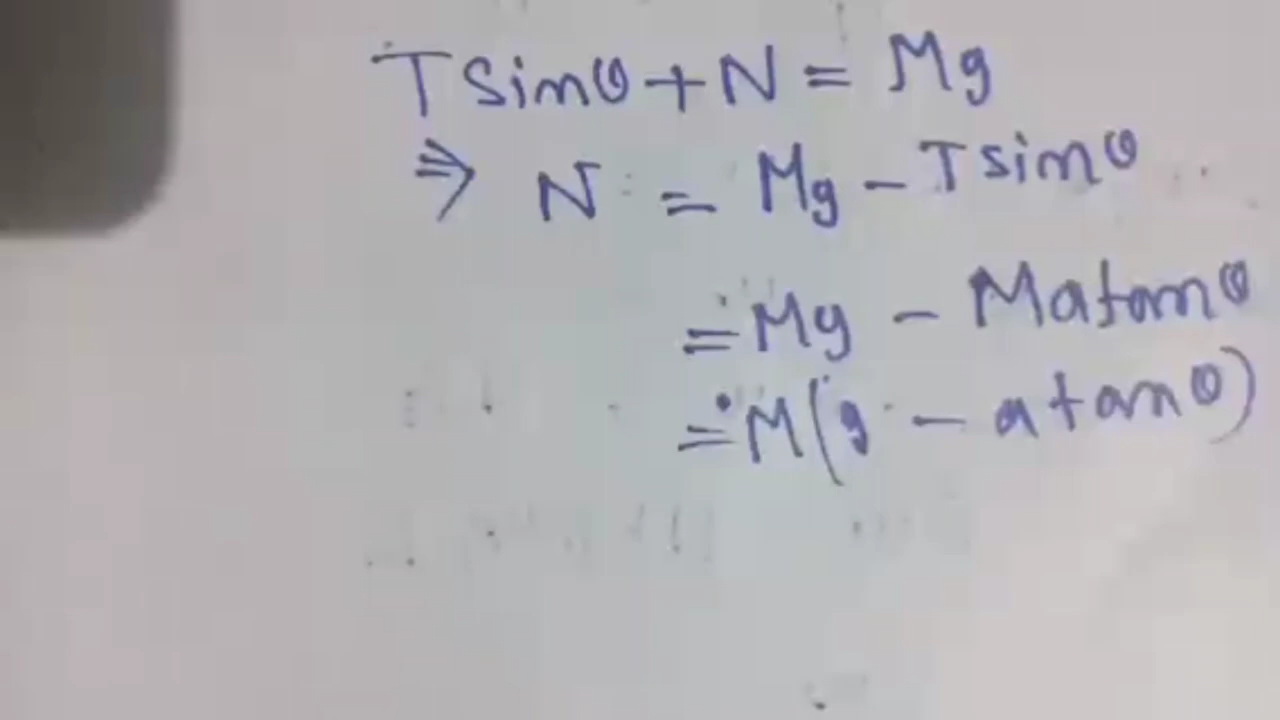 Tsinθ + N = Mg
⇒ N = Mg - Tsinθ
= Mg - Matanθ
= M(g - atanθ)